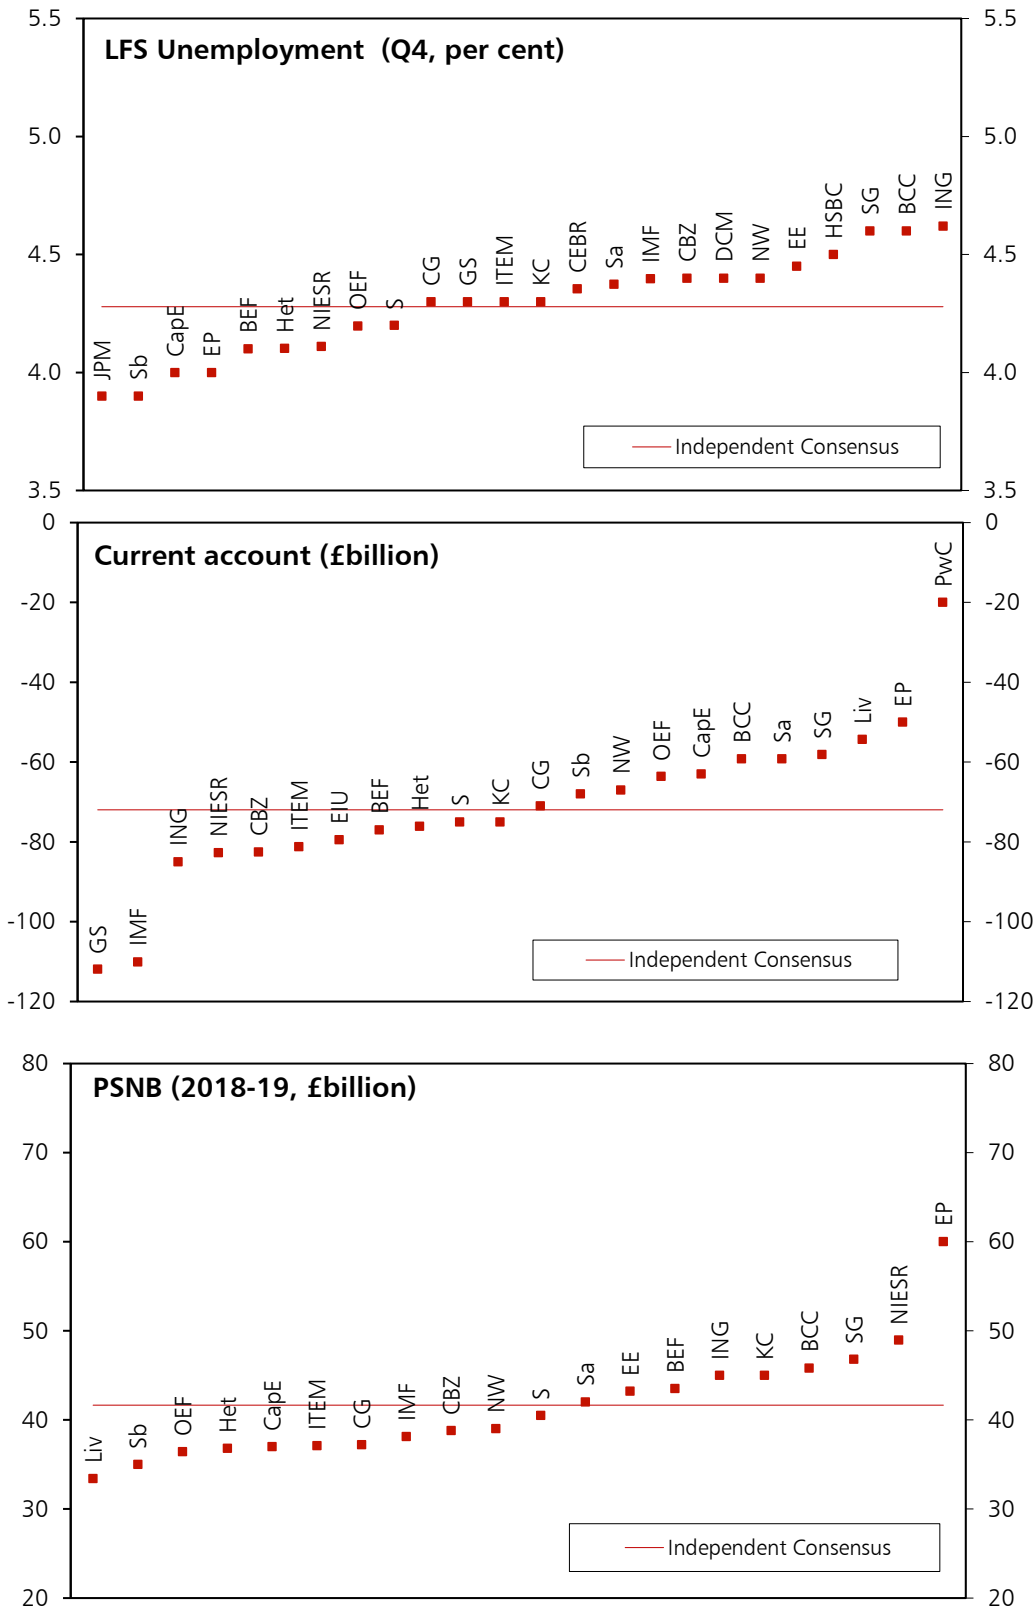 LFS Unemployment (Q4, per cent)
5.5 5.5
5.0 5.0
4.5 4.5
4.0 4.0
3.5 3.5
JPM Sb CapE EP BEF Het NIESR OEF S CG GS ITEM KC CEBR Sa IMF CBZ DCM NW EE HSBC SG BCC ING
Independent Consensus
Current account (£billion)
0 0
-20 -20
-40 -40
-60 -60
-80 -80
-100 -100
-120 -120
GS IMF ING NIESR CBZ ITEM EIU BEF Het S KC CG Sb NW OEF CapE BCC Sa SG Liv EP PwC
Independent Consensus
PSNB (2018-19, £billion)
80 80
70 70
60 60
50 50
40 40
30 30
20 20
Liv Sb OEF Het CapE ITEM CG IMF CBZ NW S Sa EE BEF ING KC BCC SG NIESR EP
Independent Consensus